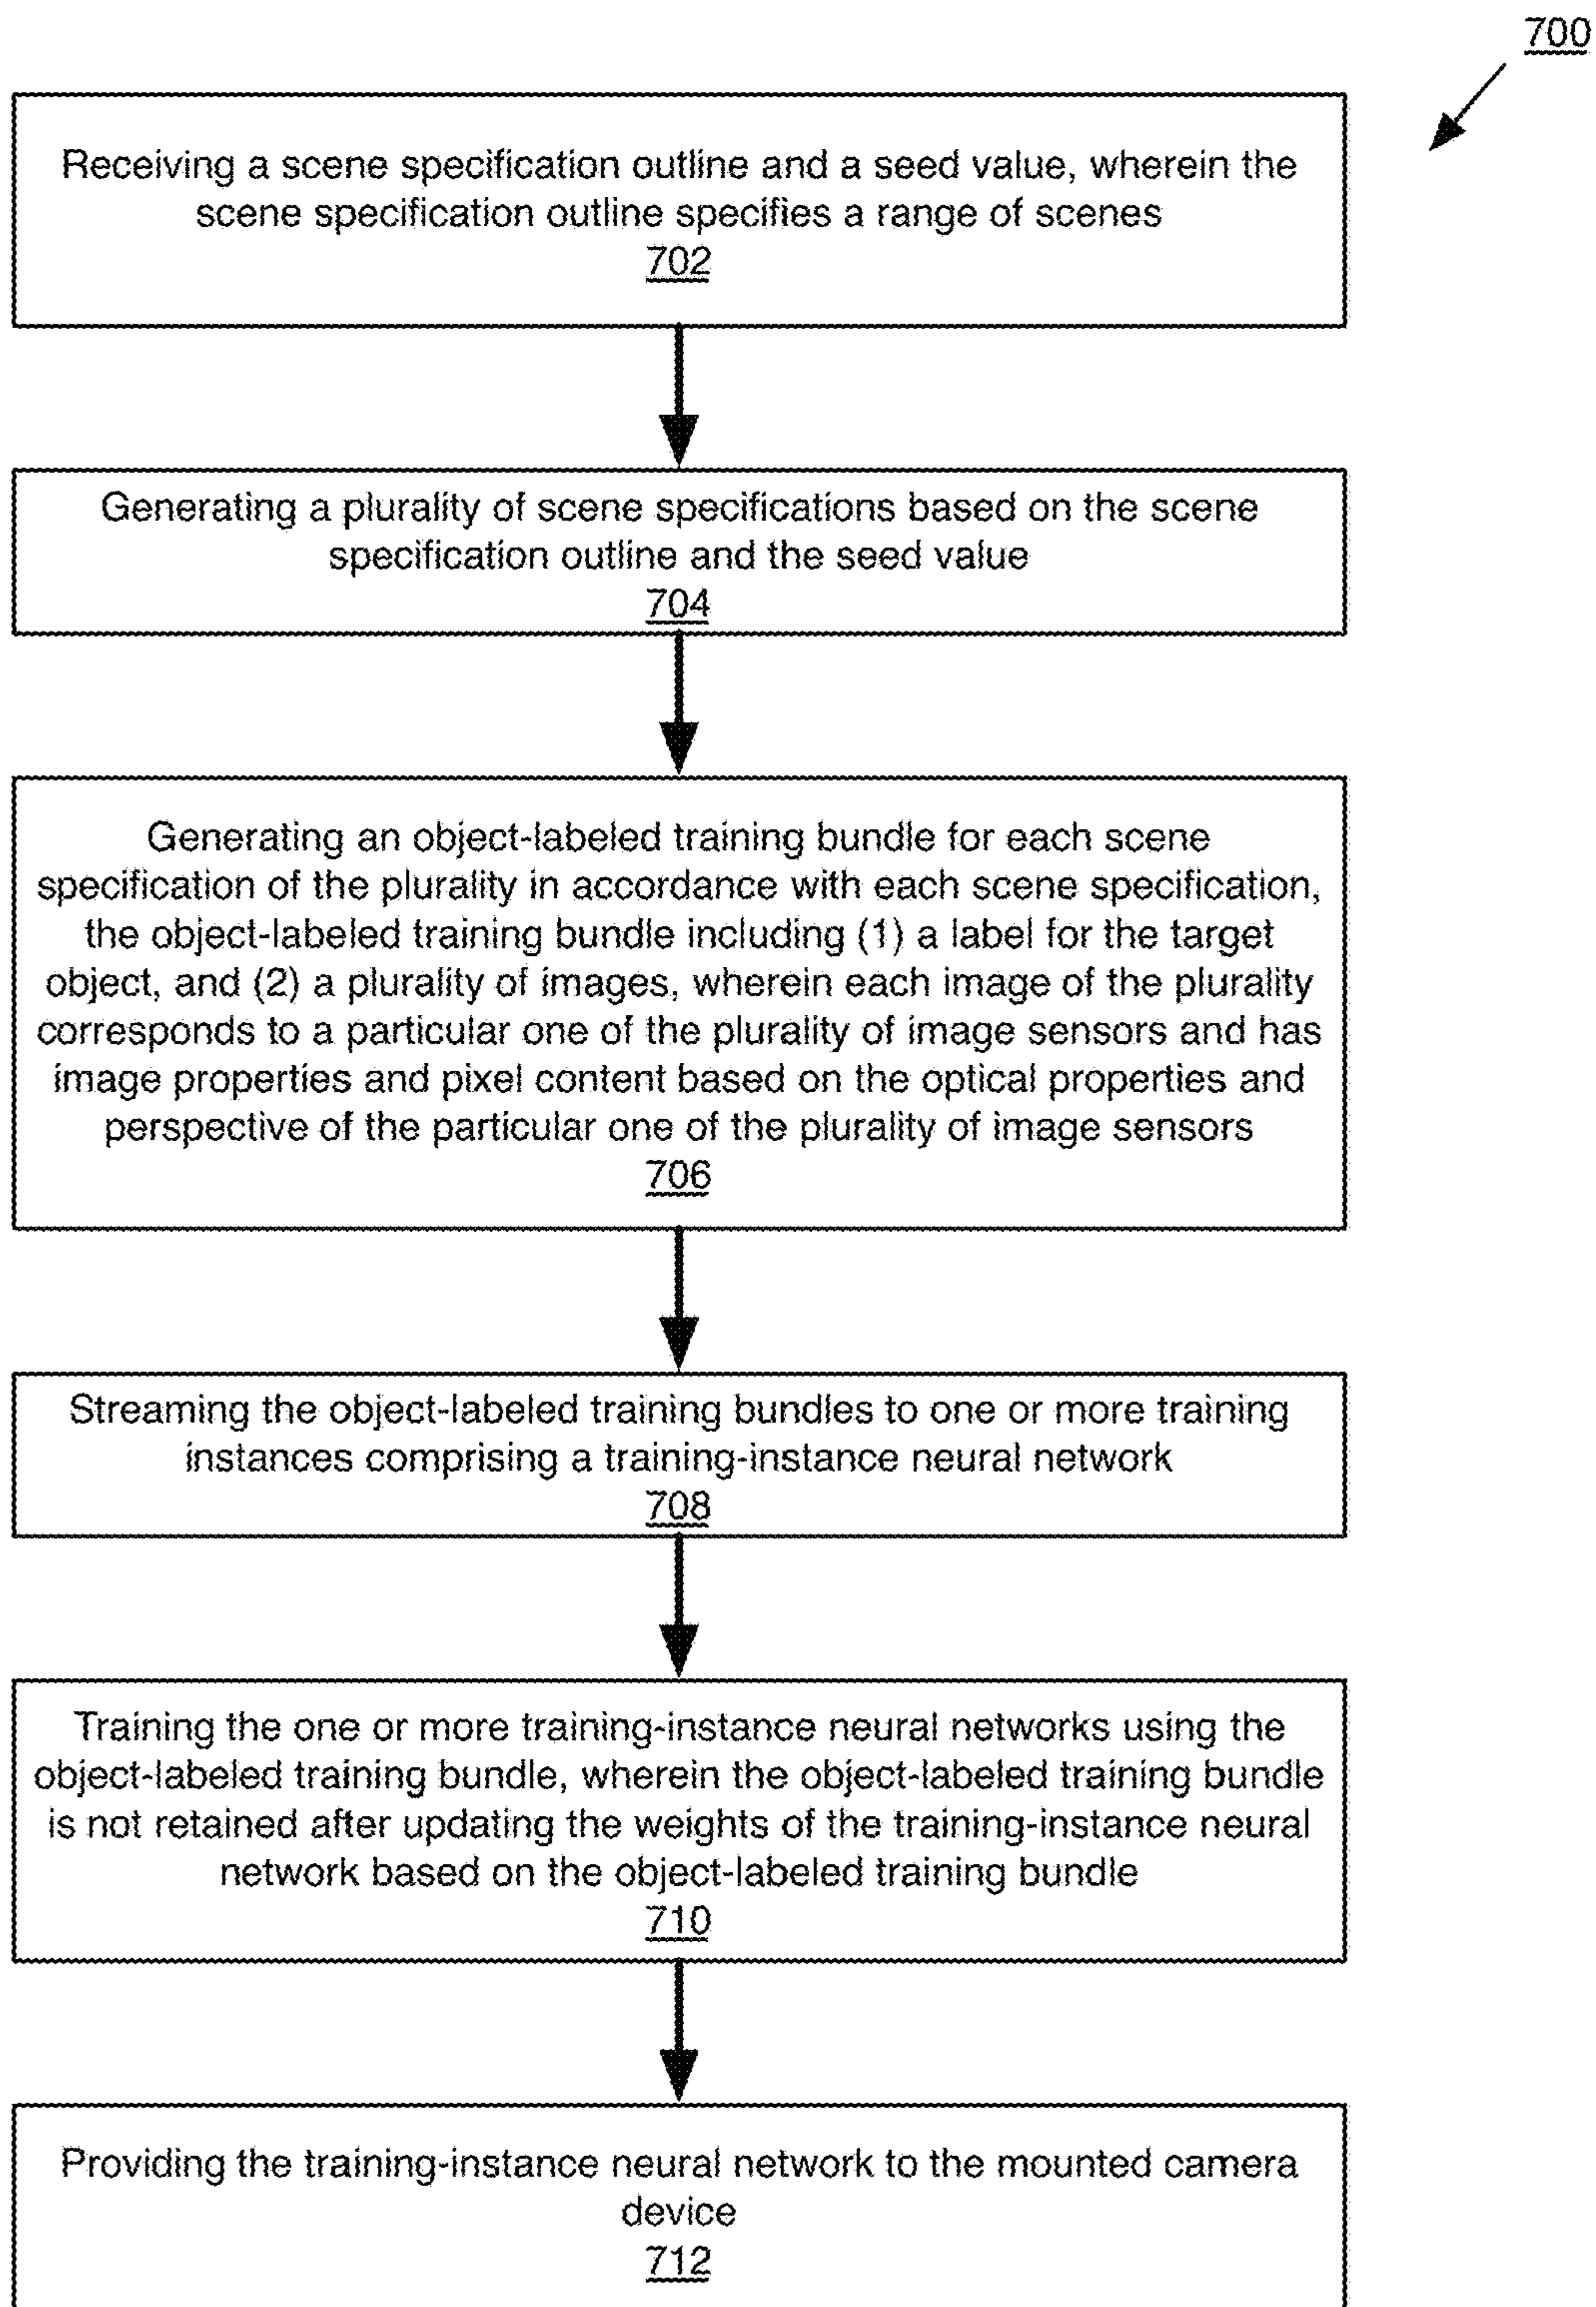 700
Receiving a scene specification outline and a seed value, wherein the
scene specification outline specifies a range of scenes
702
Generating a plurality of scene specifications based on the scene
specification outline and the seed value
704
Generating an object-labeled training bundle for each scene
specification of the plurality in accordance with each scene specification,
the object-labeled training bundle including (1) a label for the target
object, and (2) a plurality of images, wherein each image of the plurality
corresponds to a particular one of the plurality of image sensors and has
image properties and pixel content based on the optical properties and
perspective of the particular one of the plurality of image sensors
706
Streaming the object-labeled training bundles to one or more training
instances comprising a training-instance neural network
708
Training the one or more training-instance neural networks using the
object-labeled training bundle, wherein the object-labeled training bundle
is not retained after updating the weights of the training-instance neural
network based on the object-labeled training bundle
710
Providing the training-instance neural network to the mounted camera
device
712